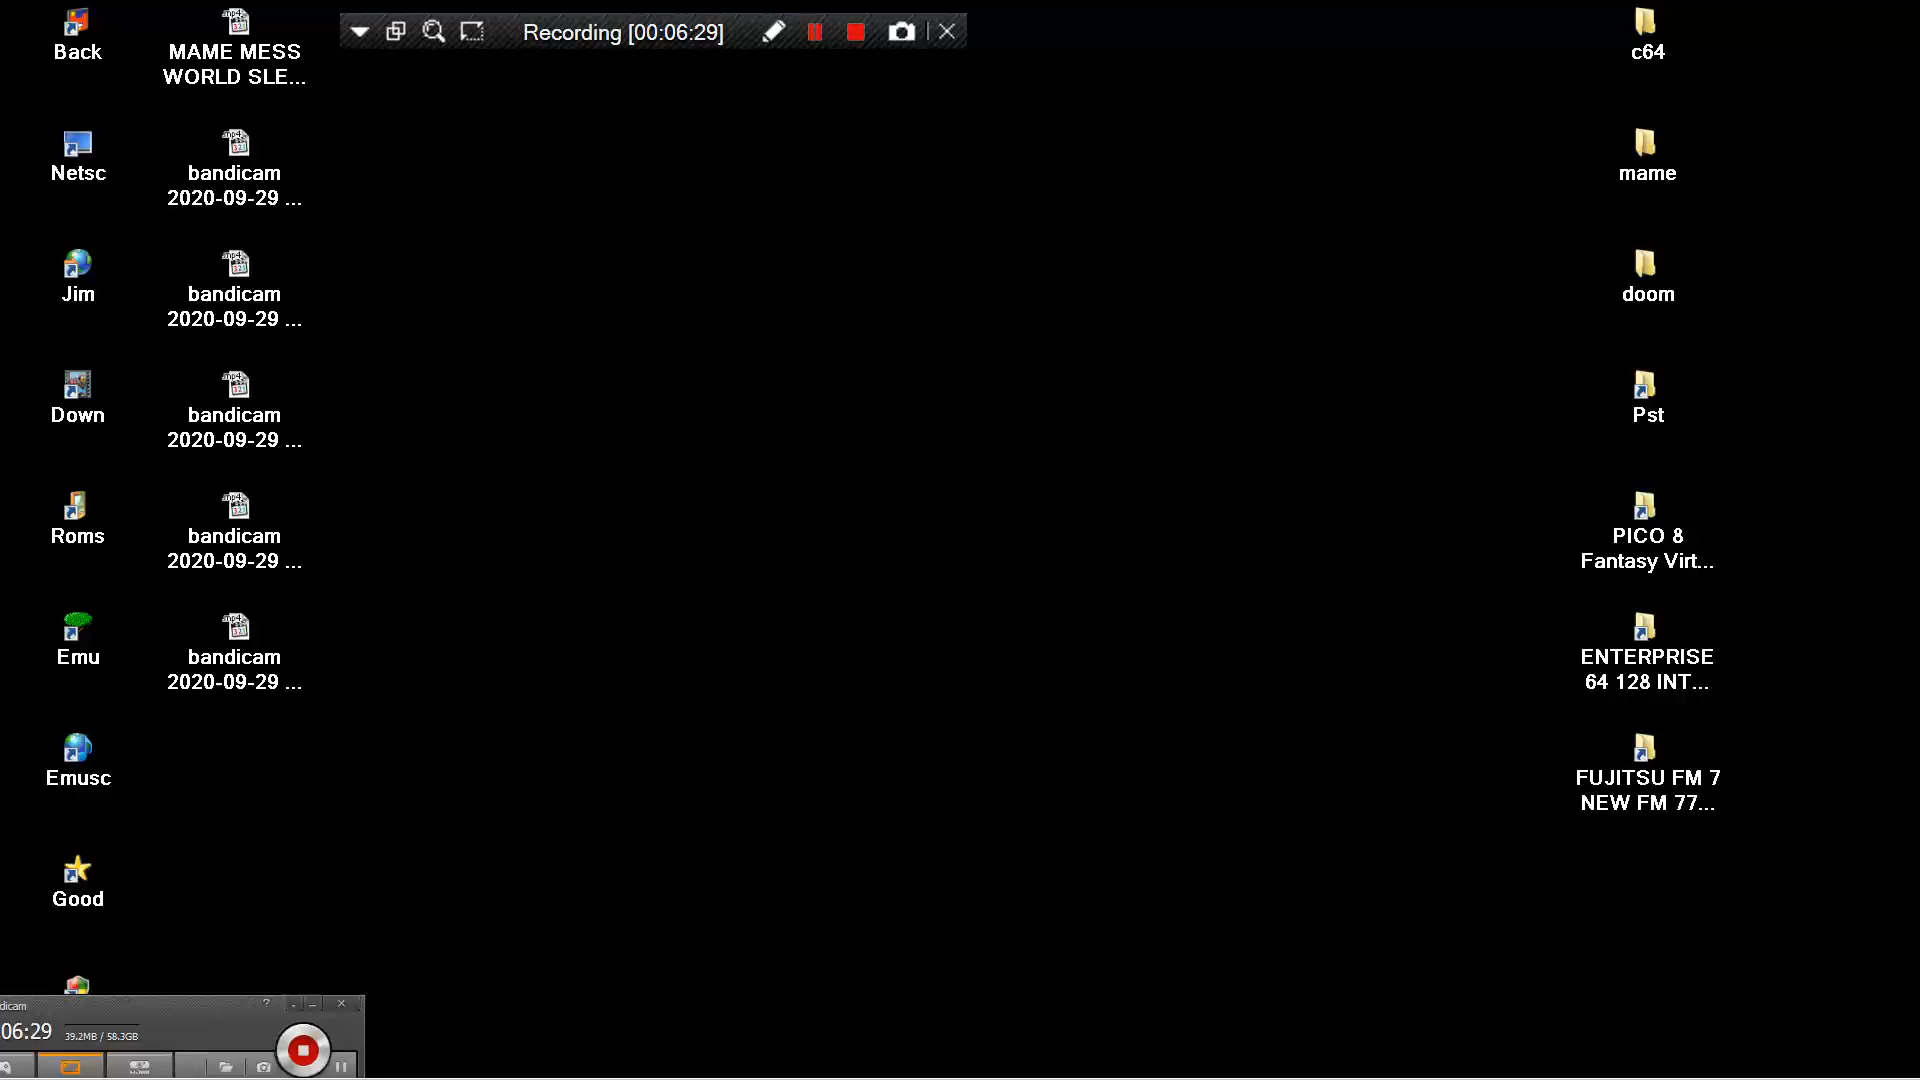 Recording [00:06:29]
Back
MAME MESS
WORLD SLE...
c64
Netsc
bandicam
2020-09-29 ...
mame
Jim
bandicam
2020-09-29 ...
doom
Down
bandicam
2020-09-29 ...
Pst
Roms
bandicam
2020-09-29 ...
PICO 8
Fantasy Virt...
Emu
bandicam
2020-09-29 ...
ENTERPRISE
64 128 INT...
Emusc
FUJITSU FM 7
NEW FM 77...
Good
dicam
06:29
39.2MB / 58.3GB